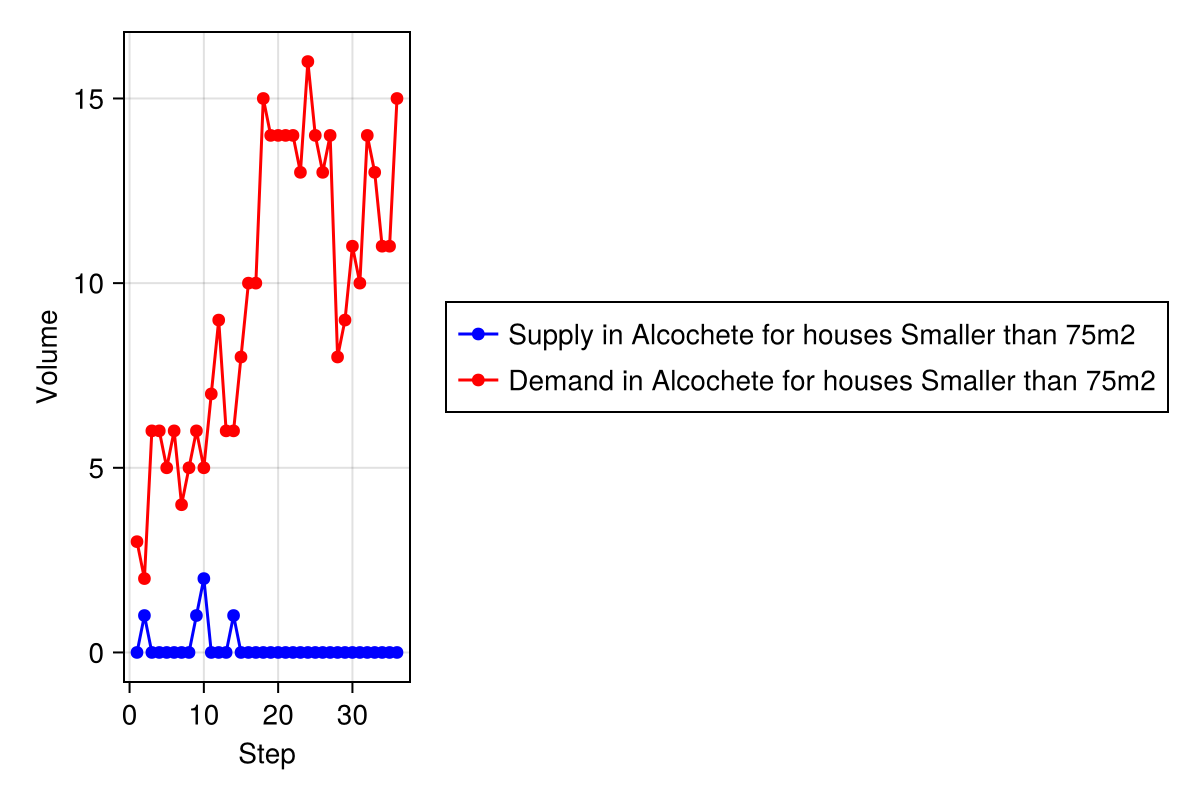 Volume
15
10
5
0
0 10 20 30
Step
Supply in Alcochete for houses Smaller than 75m2
Demand in Alcochete for houses Smaller than 75m2